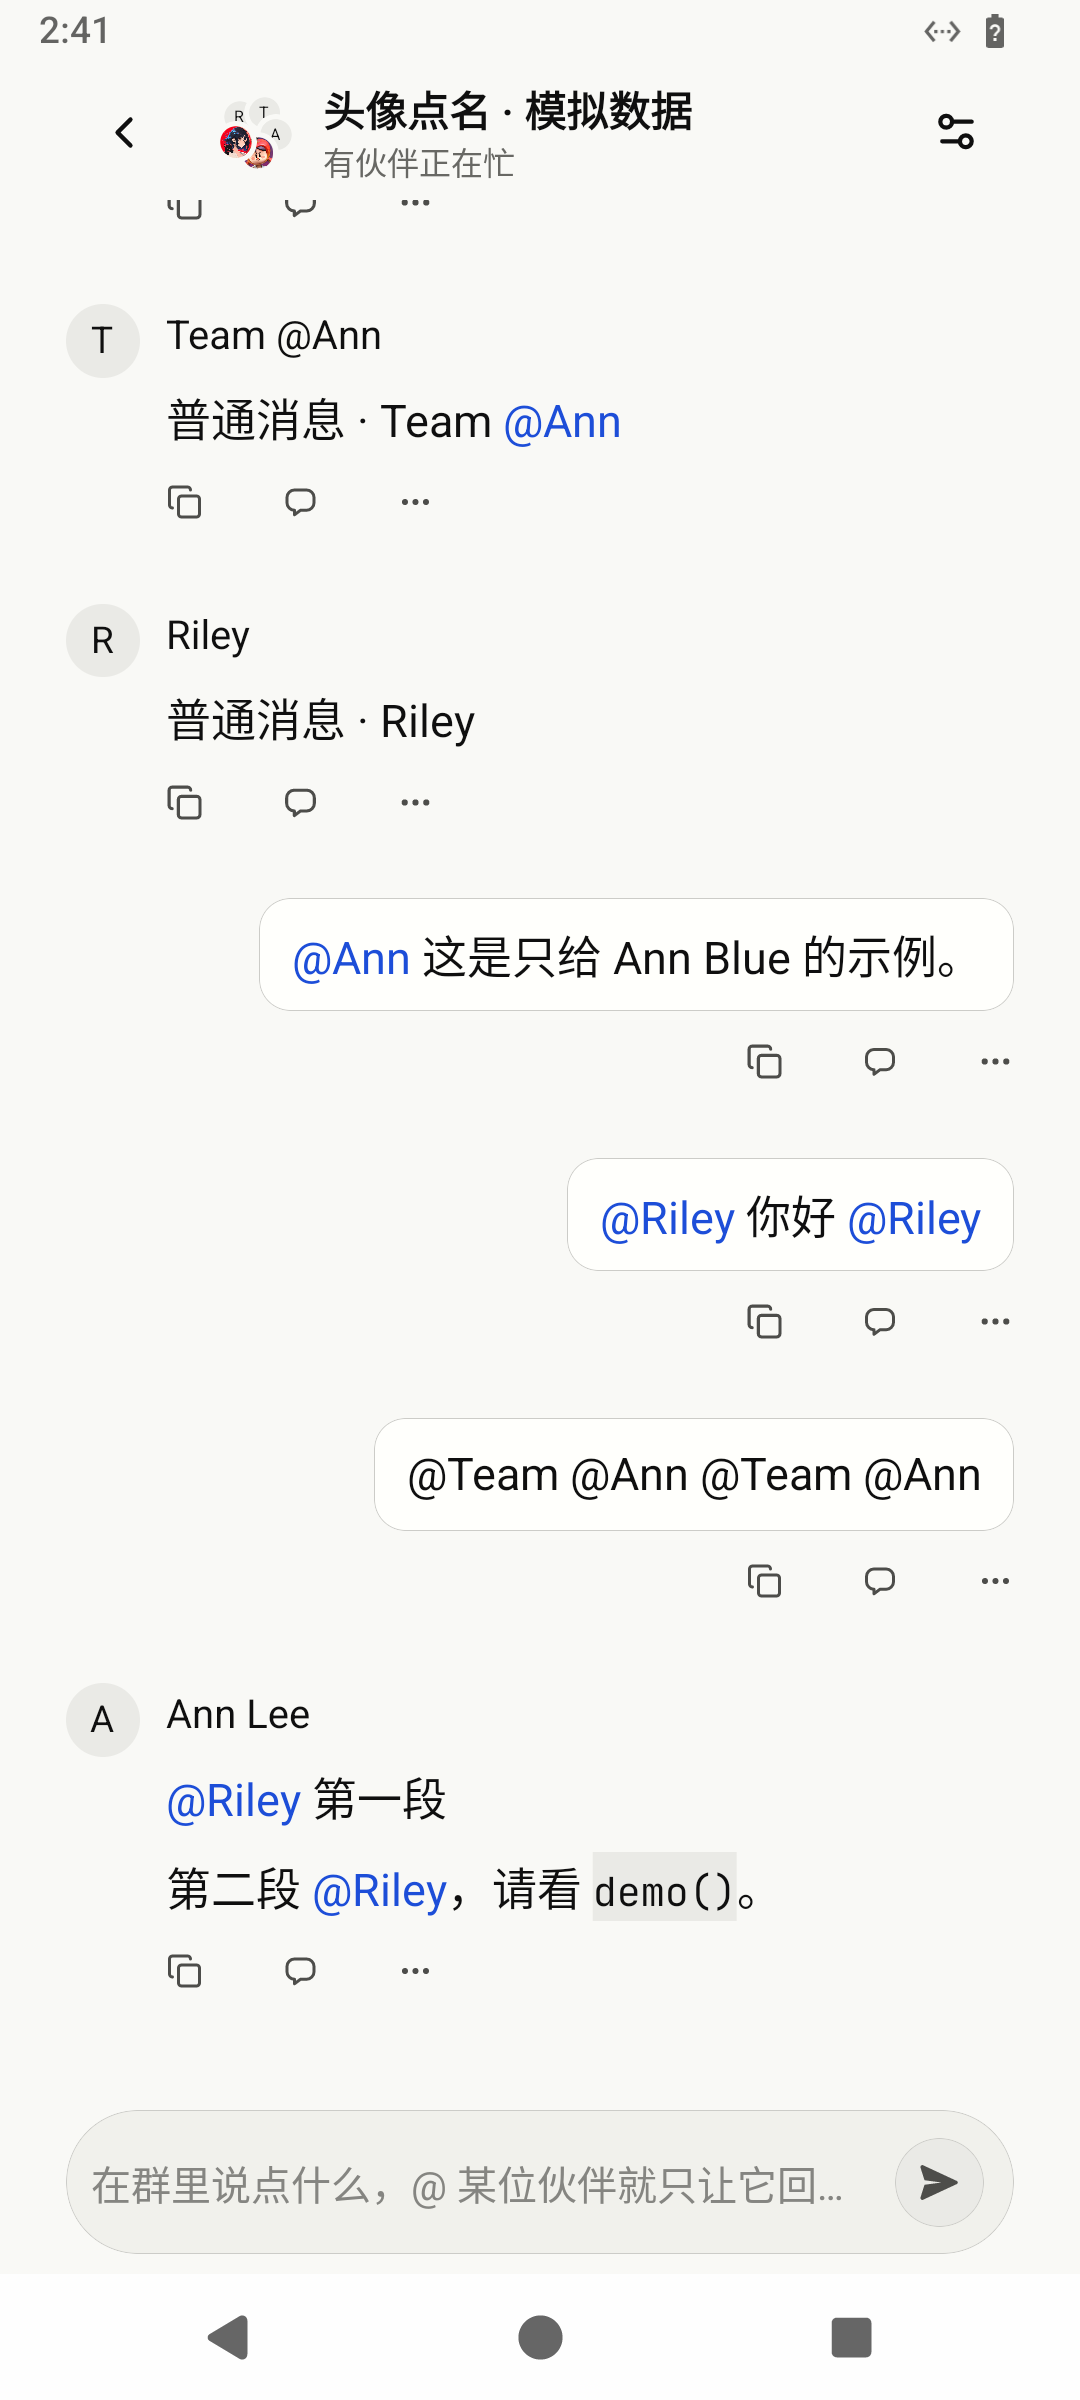 2:41
R
T
A
头像点名 · 模拟数据
有伙伴正在忙
T
Team @Ann
普通消息 · Team @Ann
R
Riley
普通消息 · Riley
@Ann 这是只给 Ann Blue 的示例。
@Riley 你好 @Riley
@Team @Ann @Team @Ann
A
Ann Lee
@Riley 第一段
第二段 @Riley，请看 demo()。
在群里说点什么，@ 某位伙伴就只让它回...